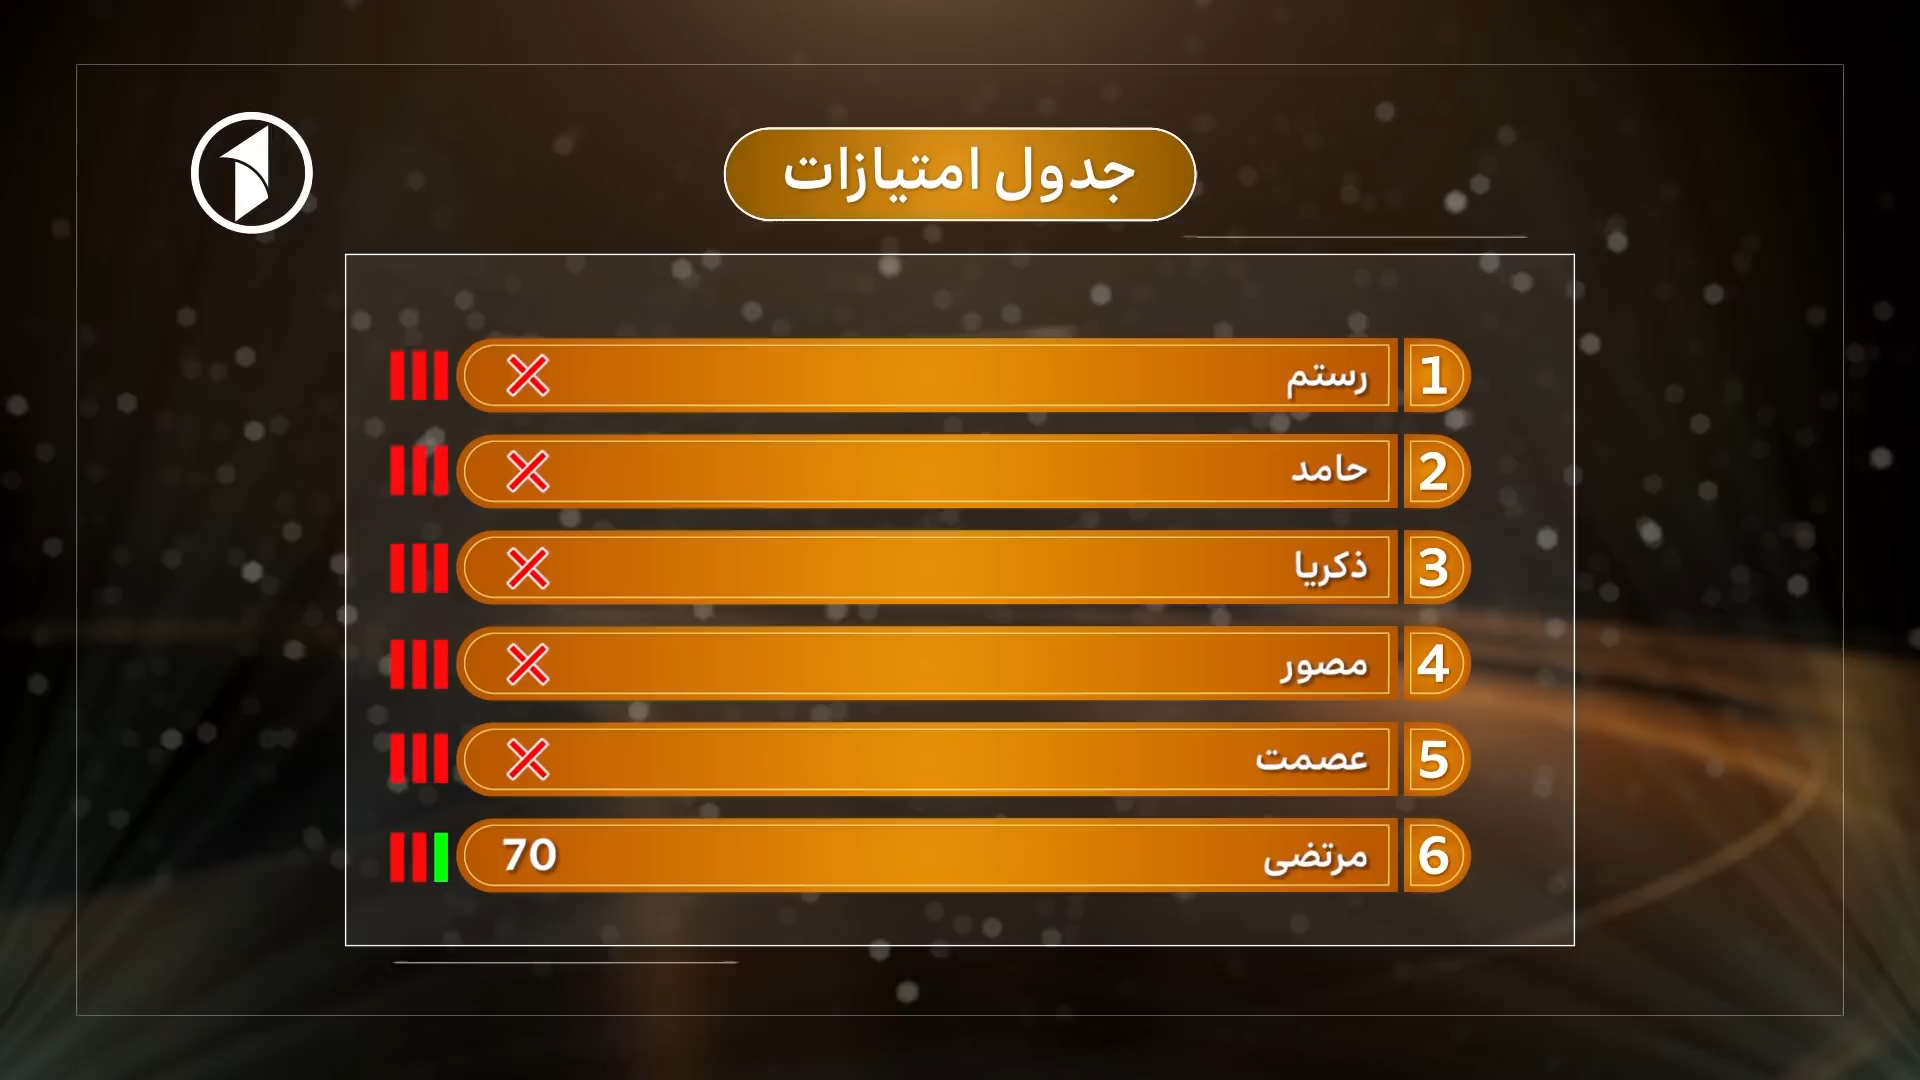 جدول امتیازات
1 رستم
2 حامد
3 ذکریا
4 مصور
5 عصمت
6 مرتضی 70